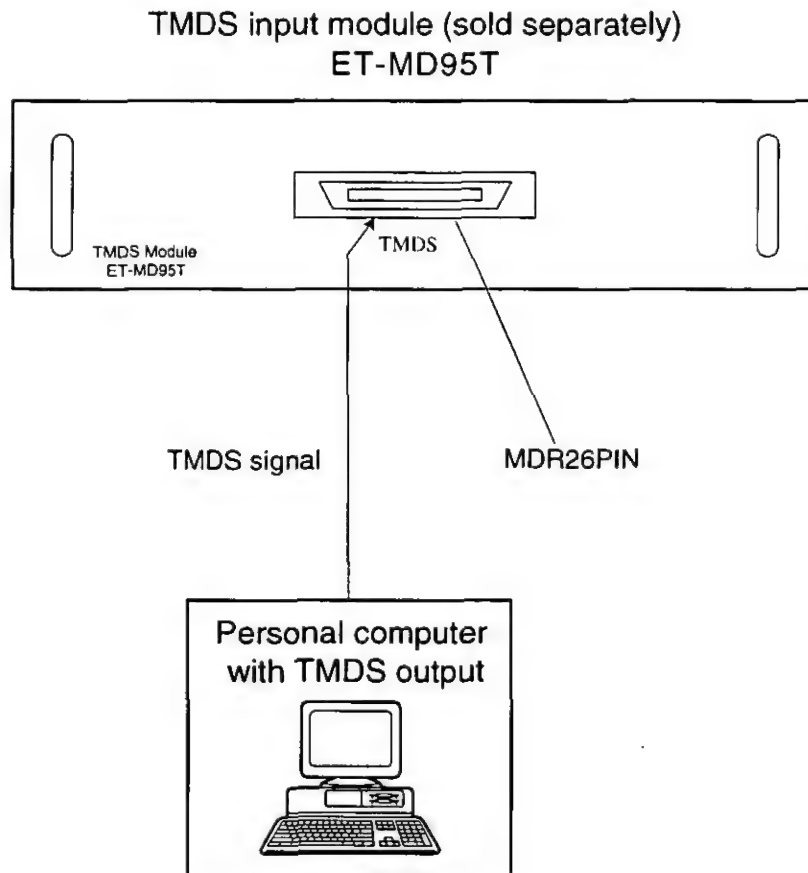 TMDS input module (sold separately)
ET-MD95T
TMDS
TMDS Module
ET-MD95T
TMDS signal
MDR26PIN
Personal computer
with TMDS output